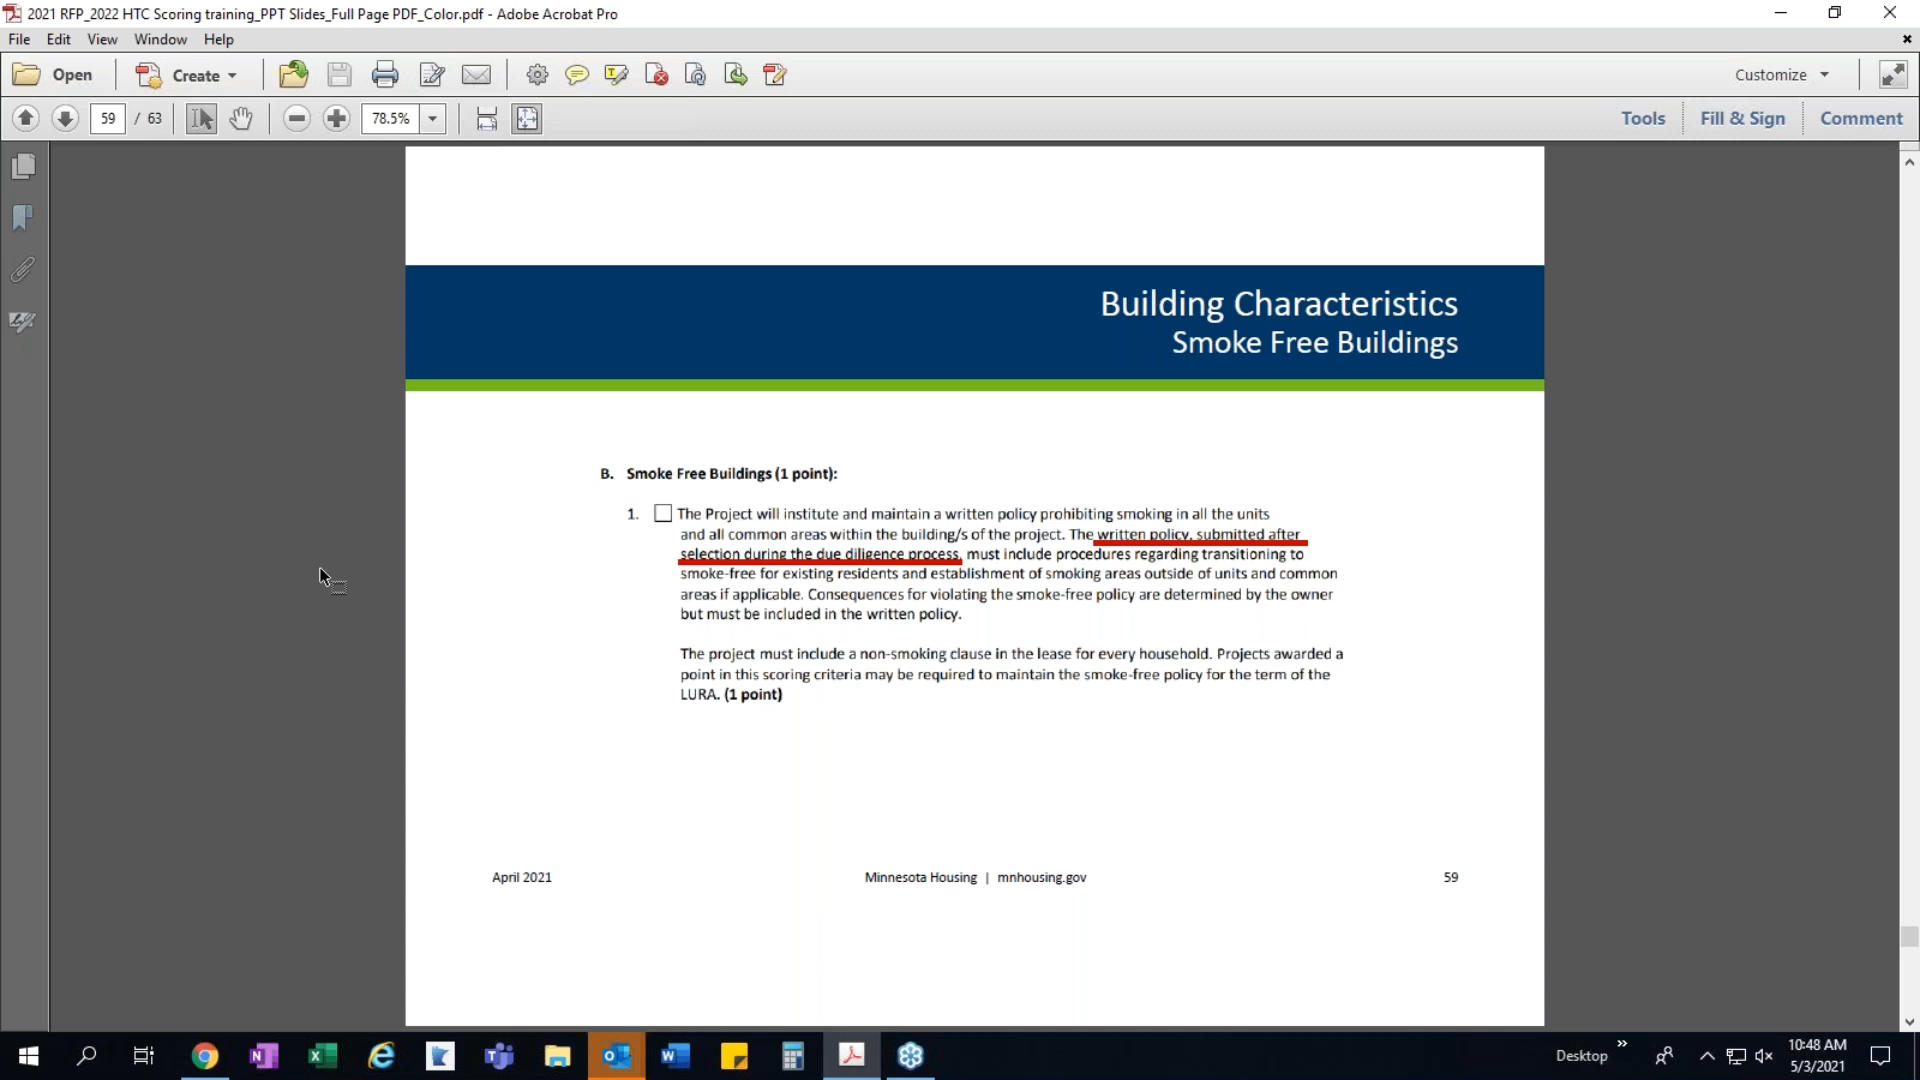 2021 RFP_2022 HTC Scoring training_PPT Slides_Full Page PDF_Color.pdf - Adobe Acrobat Pro
File Edit View Window Help
Open Create Customize
59 / 63 78.5% Tools Fill & Sign Comment
Building Characteristics
Smoke Free Buildings
B. Smoke Free Buildings (1 point):
1. The Project will institute and maintain a written policy prohibiting smoking in all the units
and all common areas within the building/s of the project. The written policy, submitted after
selection during the due diligence process, must include procedures regarding transitioning to
smoke-free for existing residents and establishment of smoking areas outside of units and common
areas if applicable. Consequences for violating the smoke-free policy are determined by the owner
but must be included in the written policy.
The project must include a non-smoking clause in the lease for every household. Projects awarded a
point in this scoring criteria may be required to maintain the smoke-free policy for the term of the
LURA. (1 point)
April 2021 Minnesota Housing | mnhousing.gov 59
Desktop
10:48 AM
5/3/2021